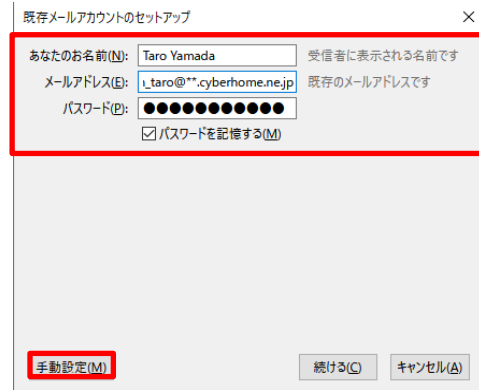 既存メールアカウントのセットアップ
あなたのお名前(N): Taro Yamada 受信者に表示される名前です
メールアドレス(E): _taro@**.cyberhome.ne.jp 既存のメールアドレスです
パスワード(P): ●●●●●●●●●●●
パスワードを記憶する(M)
手動設定(M) 続ける(C) キャンセル(A)